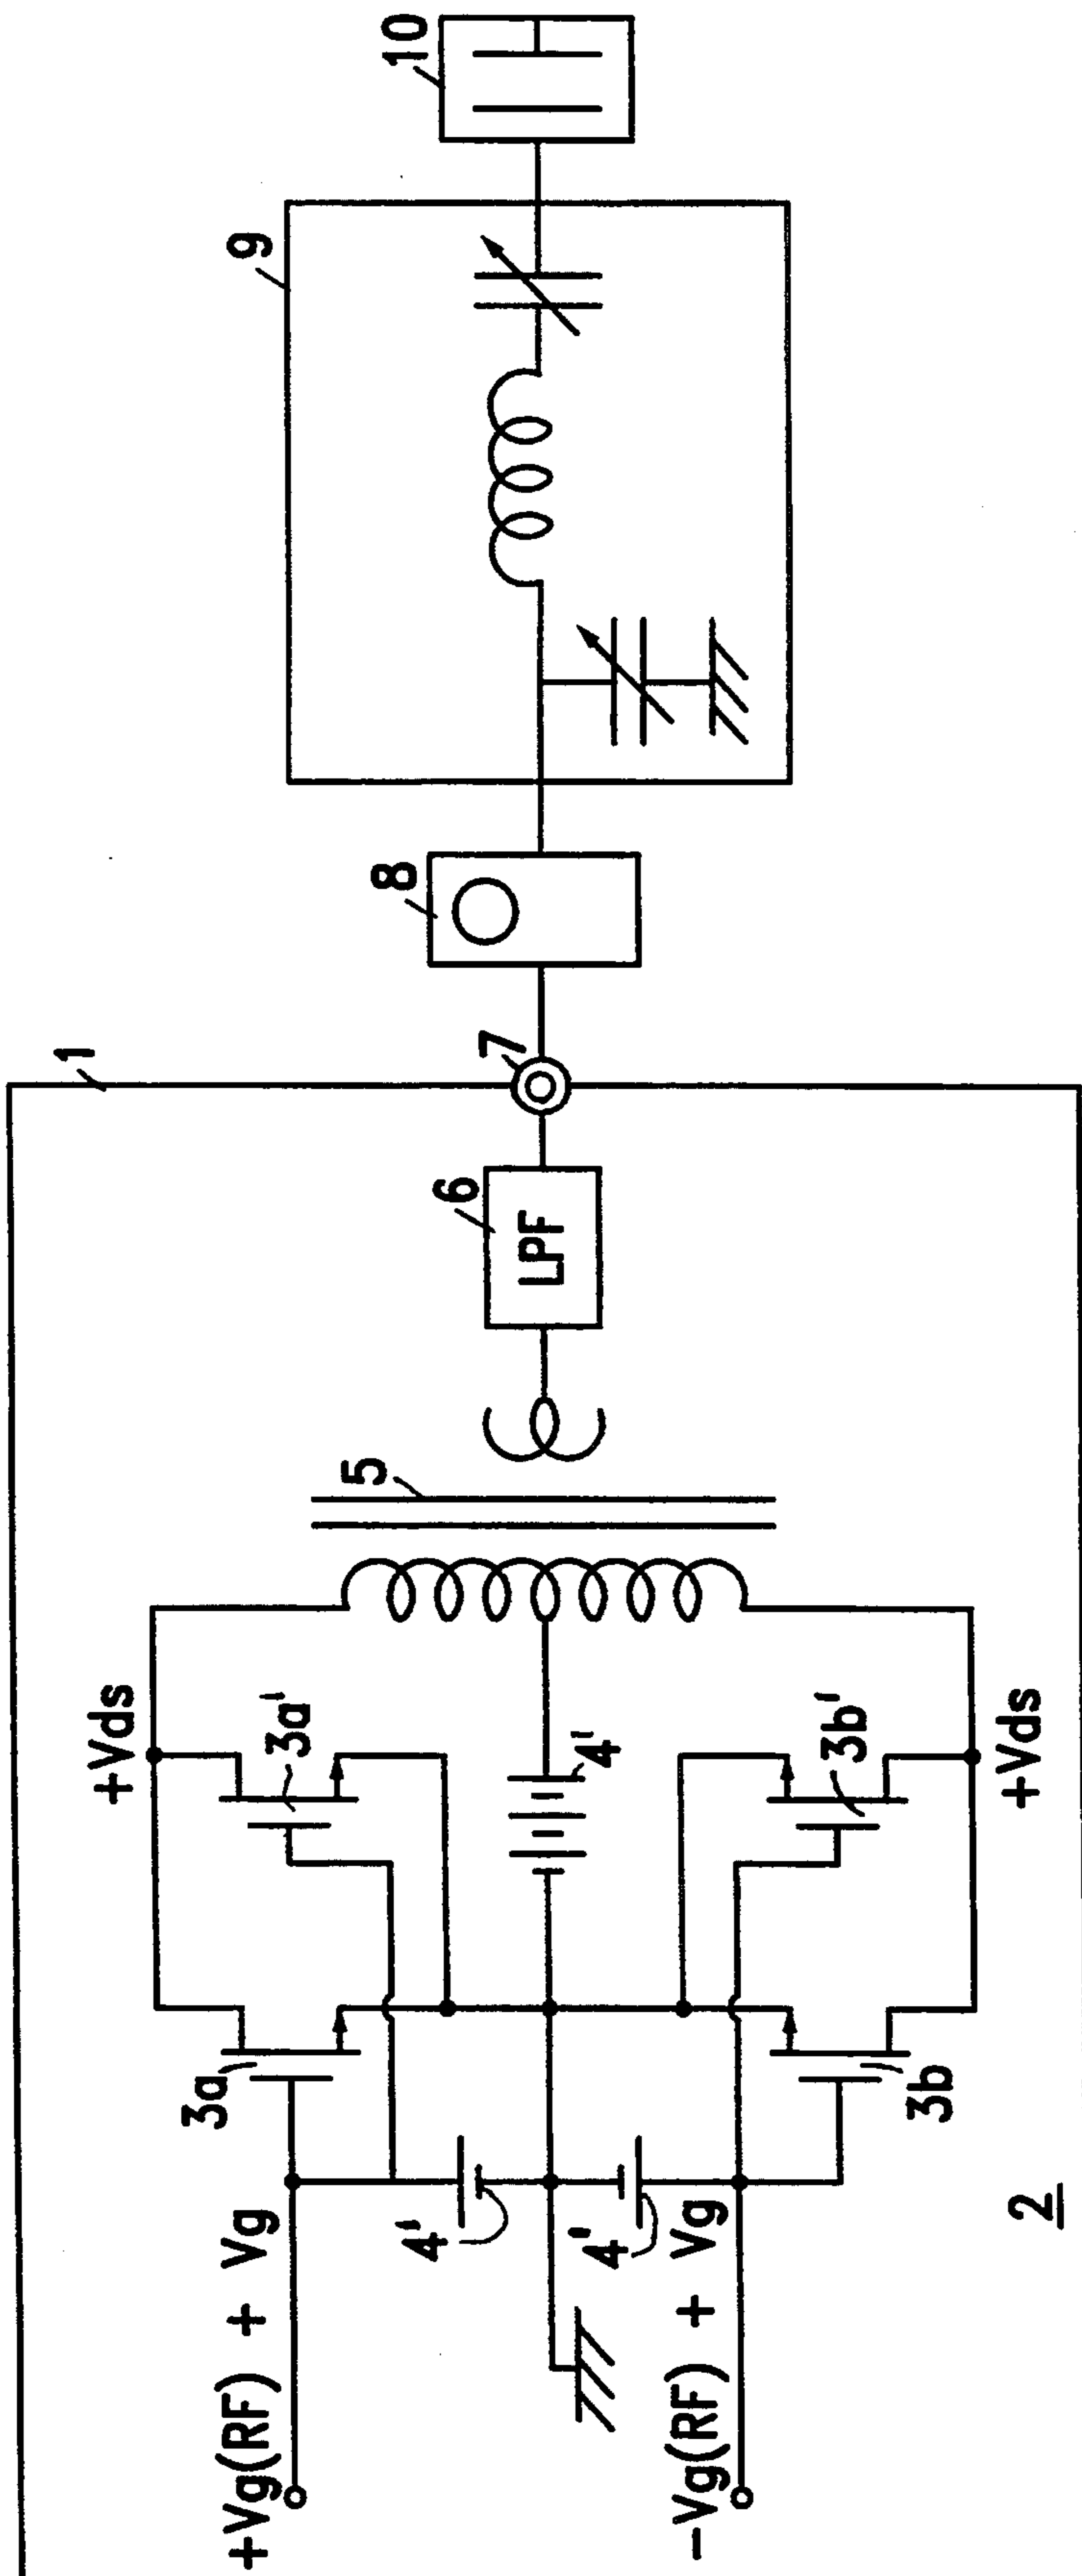 +Vg(RF) + Vg
-Vg(RF) + Vg
2
3a
3b
4'
4'
+Vds
3a'
4'
3b'
+Vds
5
LPF
6
1
7
8
9
10